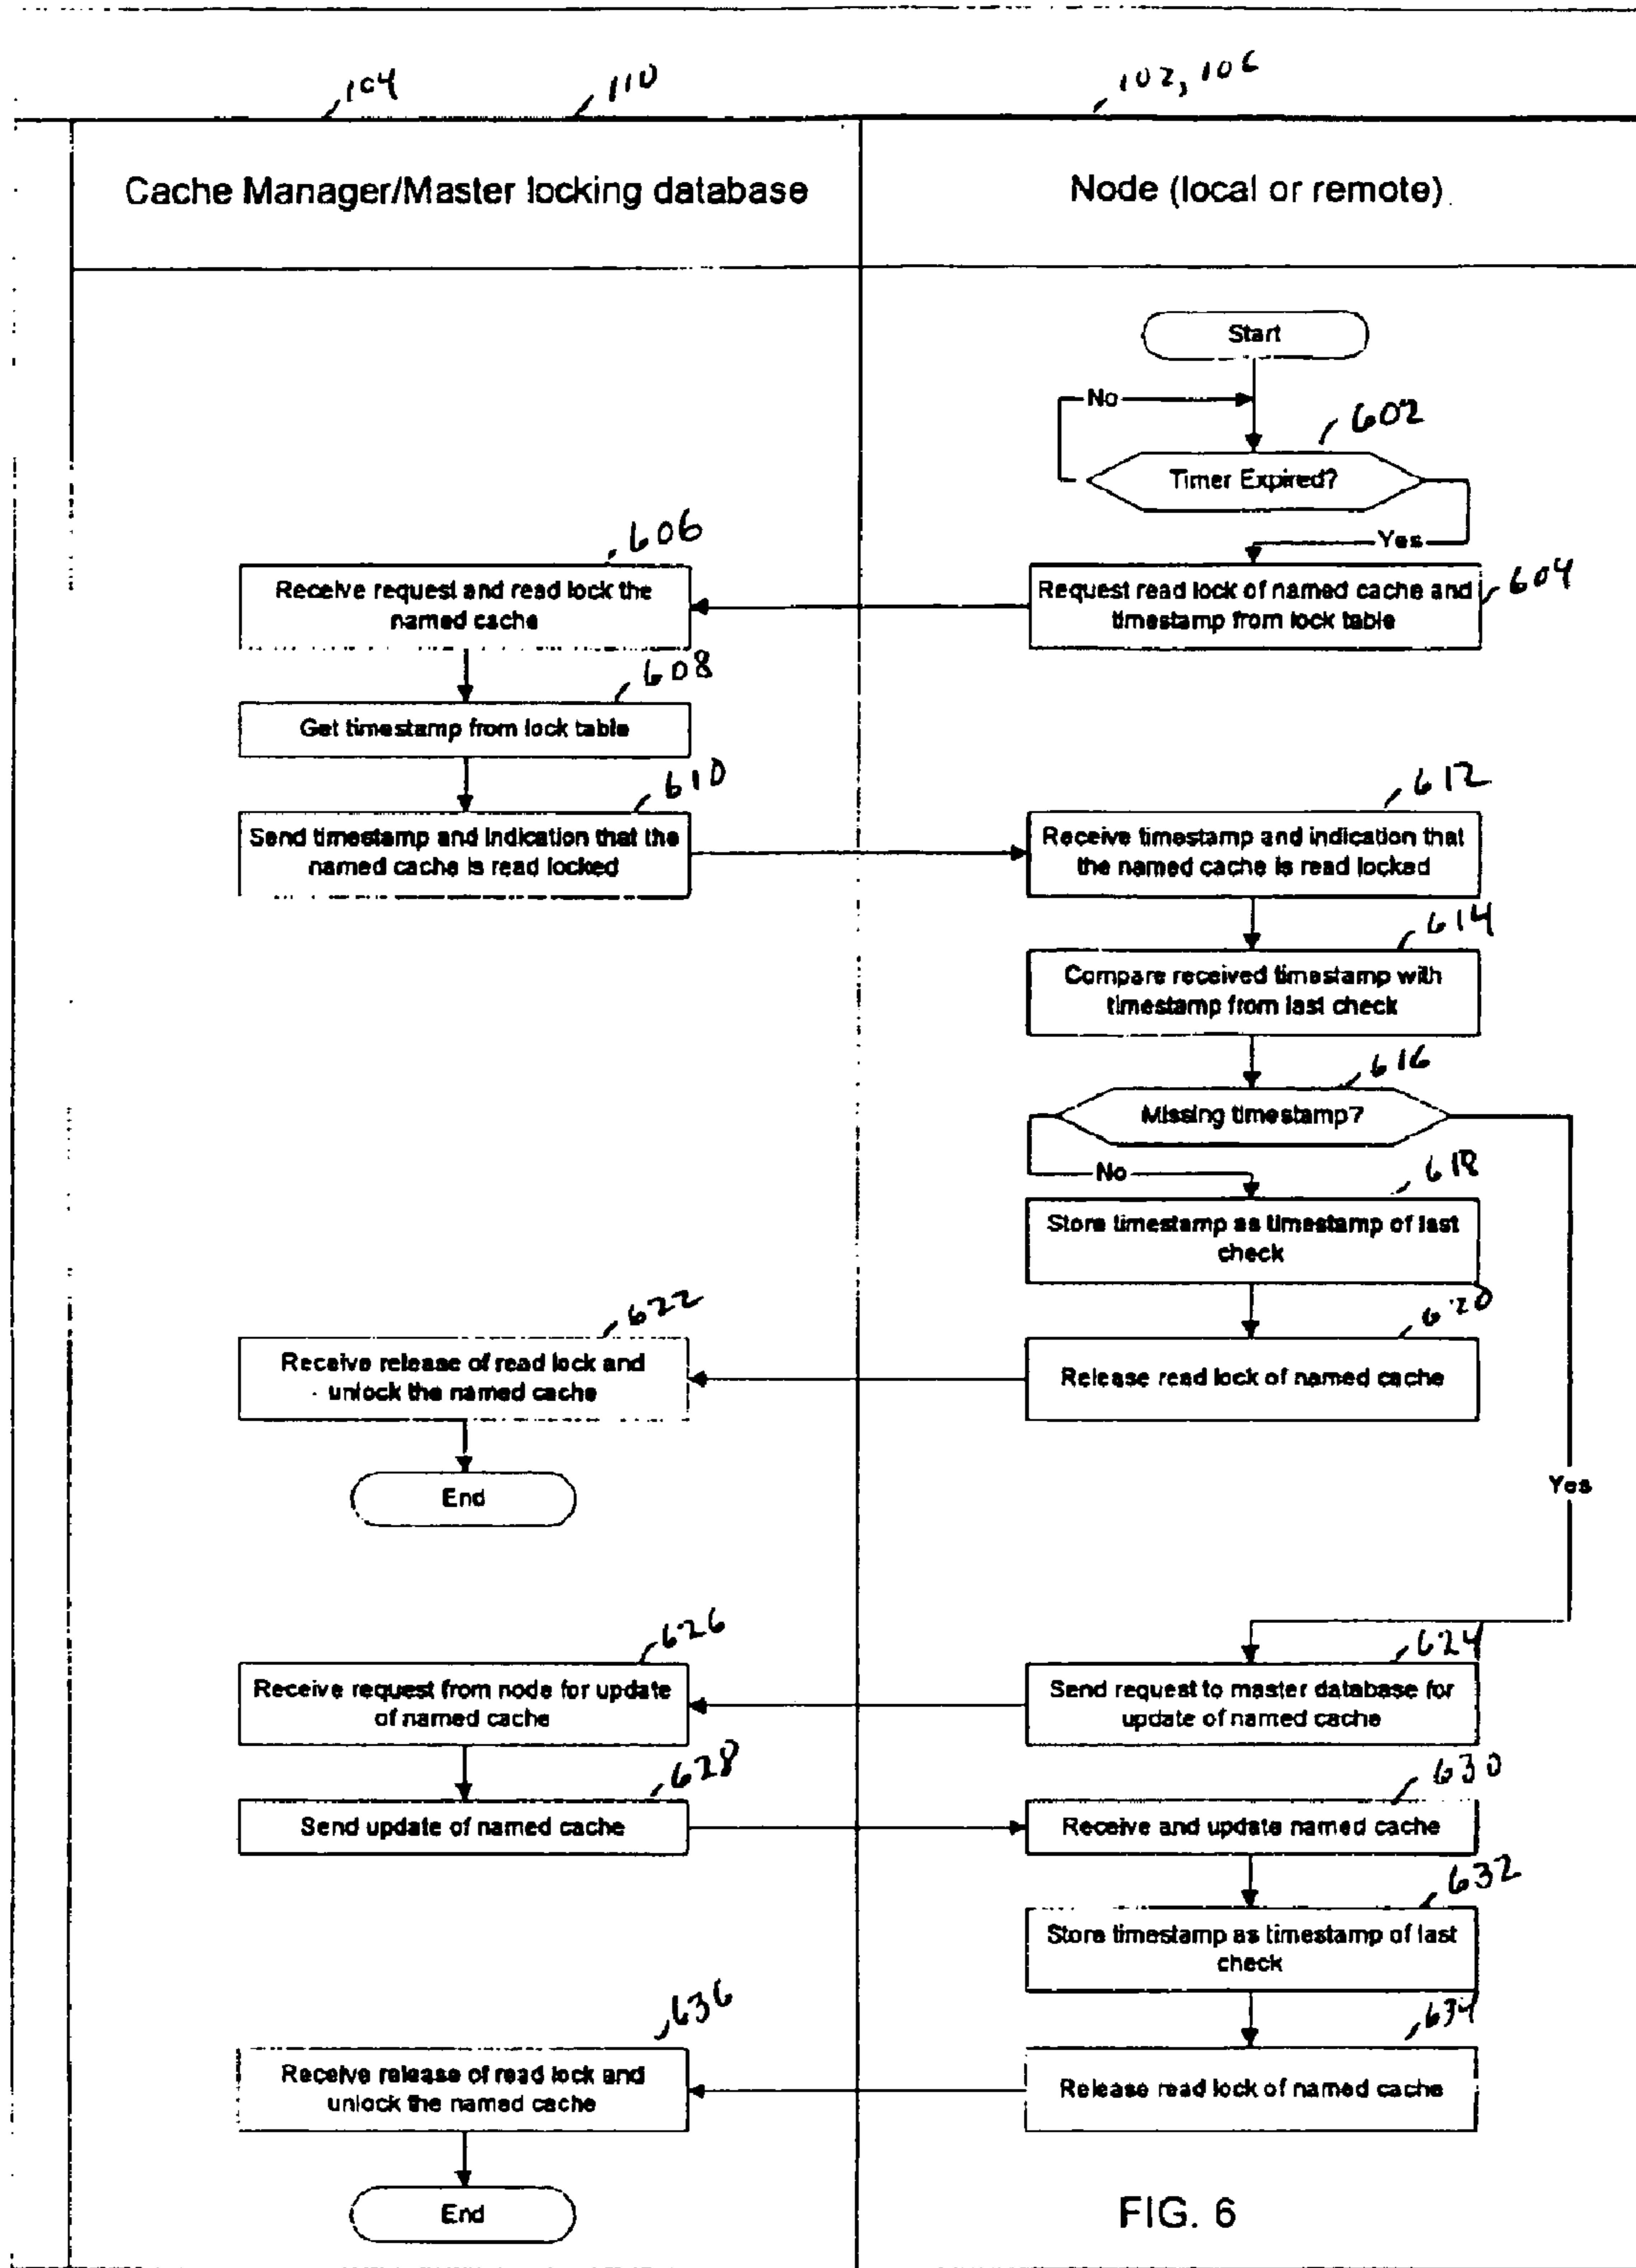 104
110
102, 106
Cache Manager/Master locking database
Node (local or remote)
Start
No
602
Timer Expired?
Yes
606
Receive request and read lock the
named cache
Request read lock of named cache and
timestamp from lock table
604
608
Get timestamp from lock table
610
Send timestamp and indication that the
named cache is read locked
612
Receive timestamp and indication that
the named cache is read locked
614
Compare received timestamp with
timestamp from last check
616
Missing timestamp?
No
618
Store timestamp as timestamp of last
check
622
Receive release of read lock and
unlock the named cache
620
Release read lock of named cache
End
Yes
626
Receive request from node for update
of named cache
624
Send request to master database for
update of named cache
628
Send update of named cache
630
Receive and update named cache
632
Store timestamp as timestamp of last
check
636
Receive release of read lock and
unlock the named cache
634
Release read lock of named cache
End
FIG. 6